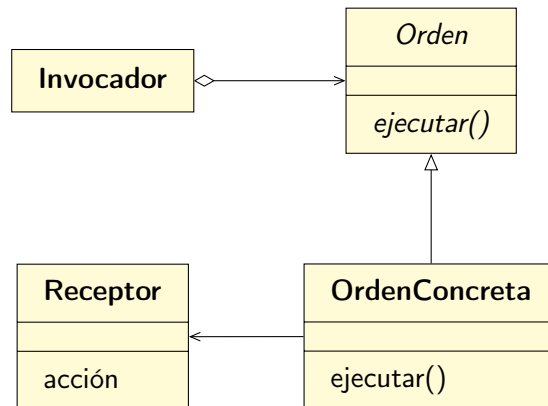 Orden
Invocador
ejecutar()
Receptor
acción
OrdenConcreta
ejecutar()